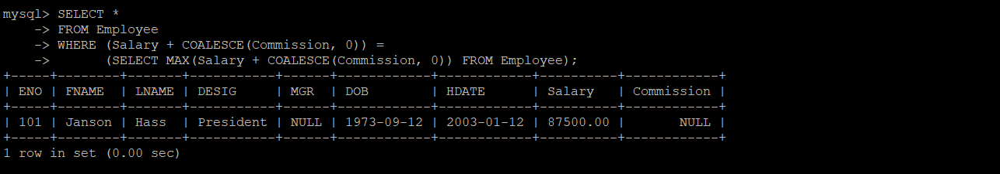 mysql> SELECT *
    -> FROM Employee
    -> WHERE (Salary + COALESCE(Commission, 0)) =
    ->       (SELECT MAX(Salary + COALESCE(Commission, 0)) FROM Employee);
+-----+--------+-------+-----------+------+------------+------------+----------+------------+
| ENO | FNAME  | LNAME | DESIG     | MGR  | DOB        | HDATE      | Salary   | Commission |
+-----+--------+-------+-----------+------+------------+------------+----------+------------+
| 101 | Janson | Hass  | President | NULL | 1973-09-12 | 2003-01-12 | 87500.00 |       NULL |
+-----+--------+-------+-----------+------+------------+------------+----------+------------+
1 row in set (0.00 sec)